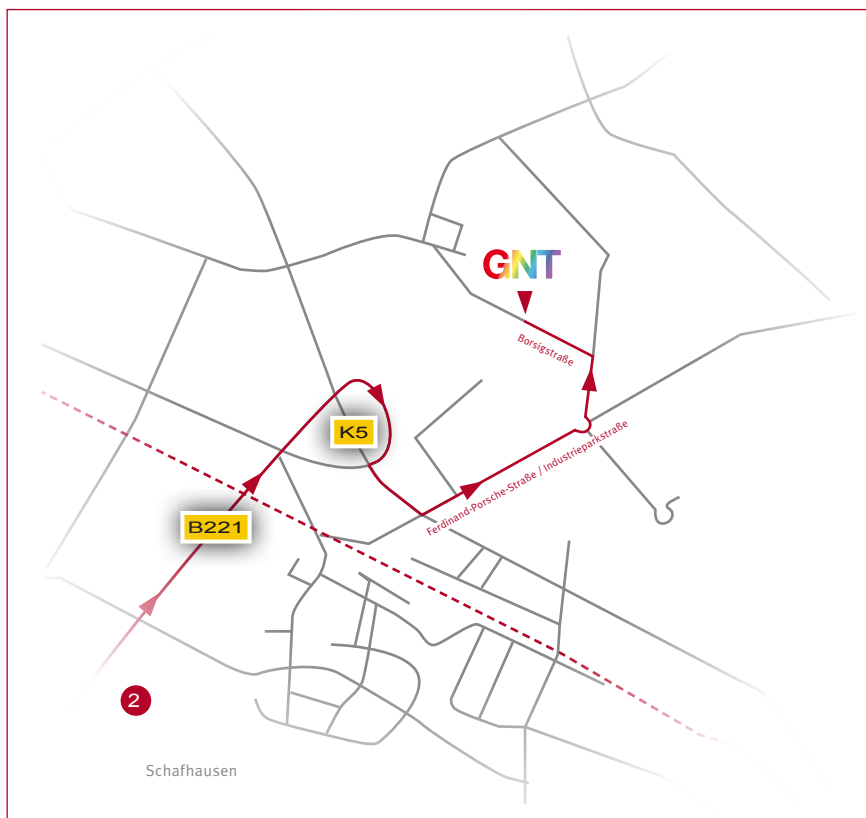 GNT
Borsigstraße
K5
Ferdinand-Porsche-Straße / Industrieparkstraße
B221
2
Schafhausen